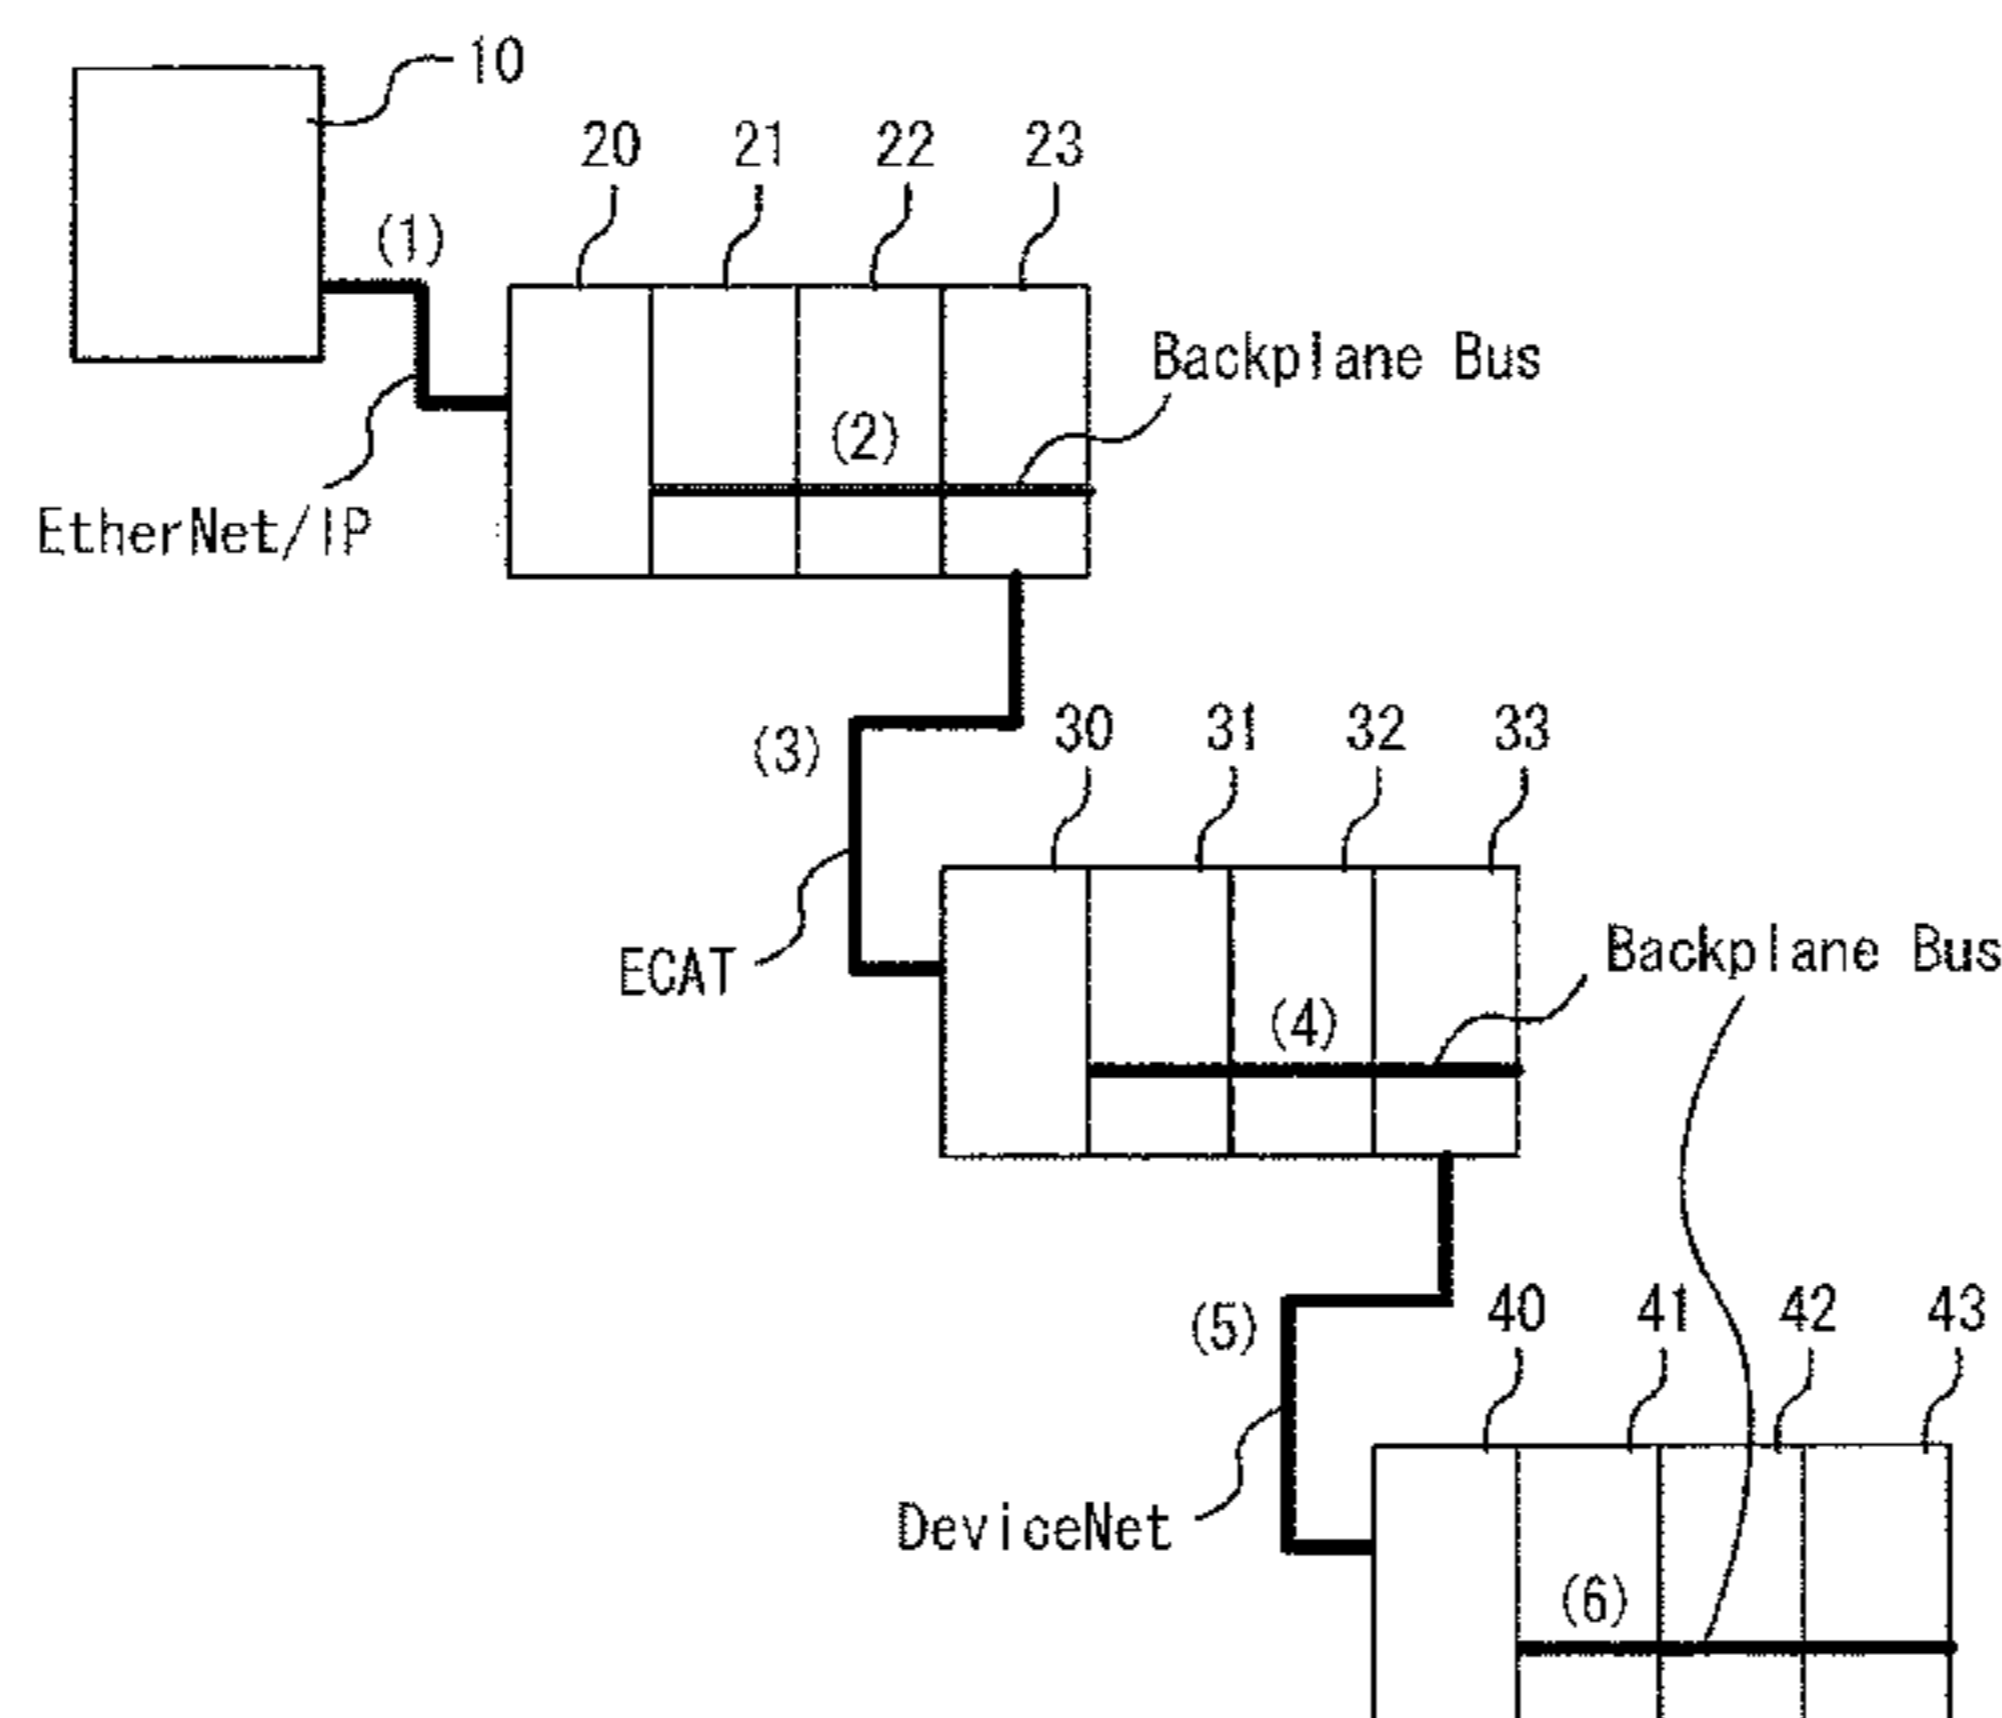 10
20 21 22 23
(1)
Backplane Bus
(2)
EtherNet/IP
30 31 32 33
(3)
Backplane Bus
ECAT
(4)
40 41 42 43
(5)
DeviceNet
(6)